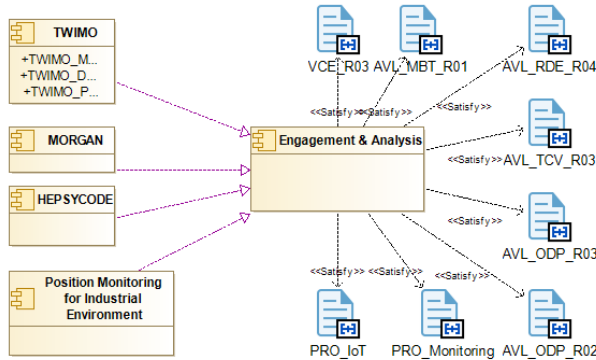 TWIMO
+TWIMO_M...
+TWIMO_D...
+TWIMO_P...
MORGAN
HEPSYCODE
Position Monitoring
for Industrial
Environment
Engagement & Analysis
VCE_R03
AVL_MBT_R01
AVL_RDE_R04
<<Satisfy>>
<<Satisfy>>
<<Satisfy>>
<<Satisfy>>
AVL_TCV_R03
<<Satisfy>>
AVL_ODP_R03
<<Satisfy>>
<<Satisfy>>
<<Satisfy>>
PRO_IoT
PRO_Monitoring
AVL_ODP_R02